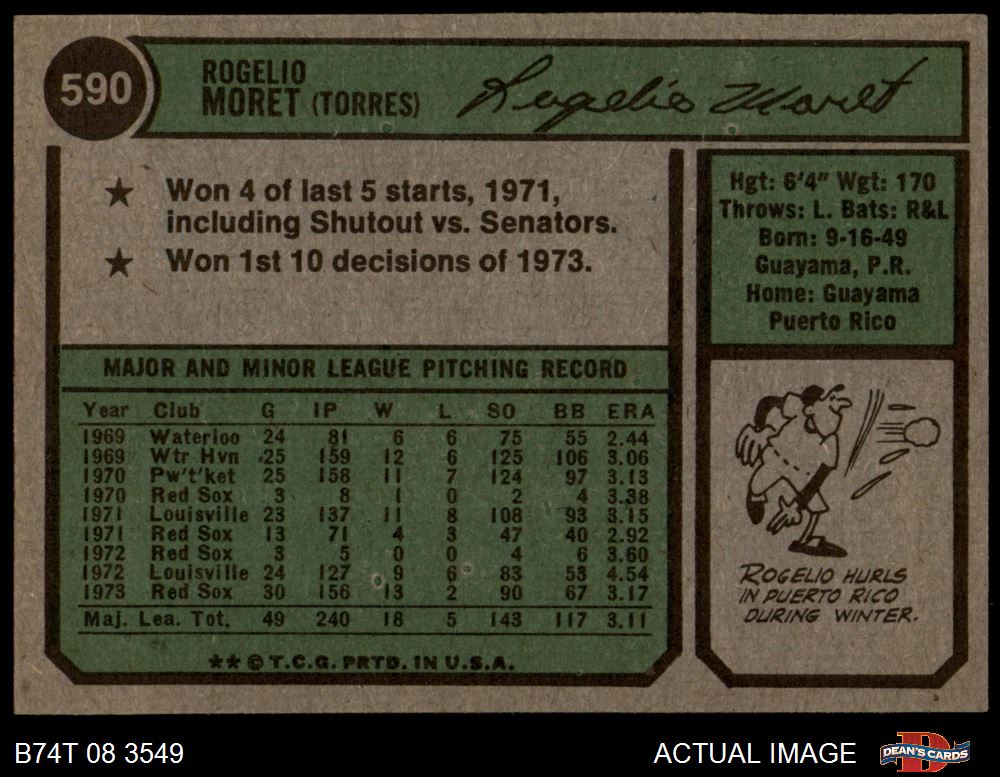 590
ROGELIO
MORET (TORRES)
Rogelio Moret
★ Won 4 of last 5 starts, 1971,
including Shutout vs. Senators.
★ Won 1st 10 decisions of 1973.
Hgt: 6'4" Wgt: 170
Throws: L. Bats: R&L
Born: 9-16-49
Guayama, P.R.
Home: Guayama
Puerto Rico
MAJOR AND MINOR LEAGUE PITCHING RECORD
Year Club G IP W L SO BB ERA
1969 Waterloo 24 81 6 6 75 55 2.44
1969 Wtr Hvn 25 159 12 6 125 106 3.06
1970 Pw't'ket 25 158 11 7 124 97 3.13
1970 Red Sox 3 8 1 0 2 4 3.38
1971 Louisville 23 137 11 8 108 93 3.15
1971 Red Sox 13 71 4 3 47 40 2.92
1972 Red Sox 3 5 0 0 4 6 3.60
1972 Louisville 24 127 9 6 83 53 4.54
1973 Red Sox 30 156 13 2 90 67 3.17
Maj. Lea. Tot. 49 240 18 5 143 117 3.11
** © T.C.G. PRTD. IN U.S.A.
ROGELIO HURLS
IN PUERTO RICO
DURING WINTER.
B74T 08 3549
ACTUAL IMAGE
D
DEAN'S CARDS